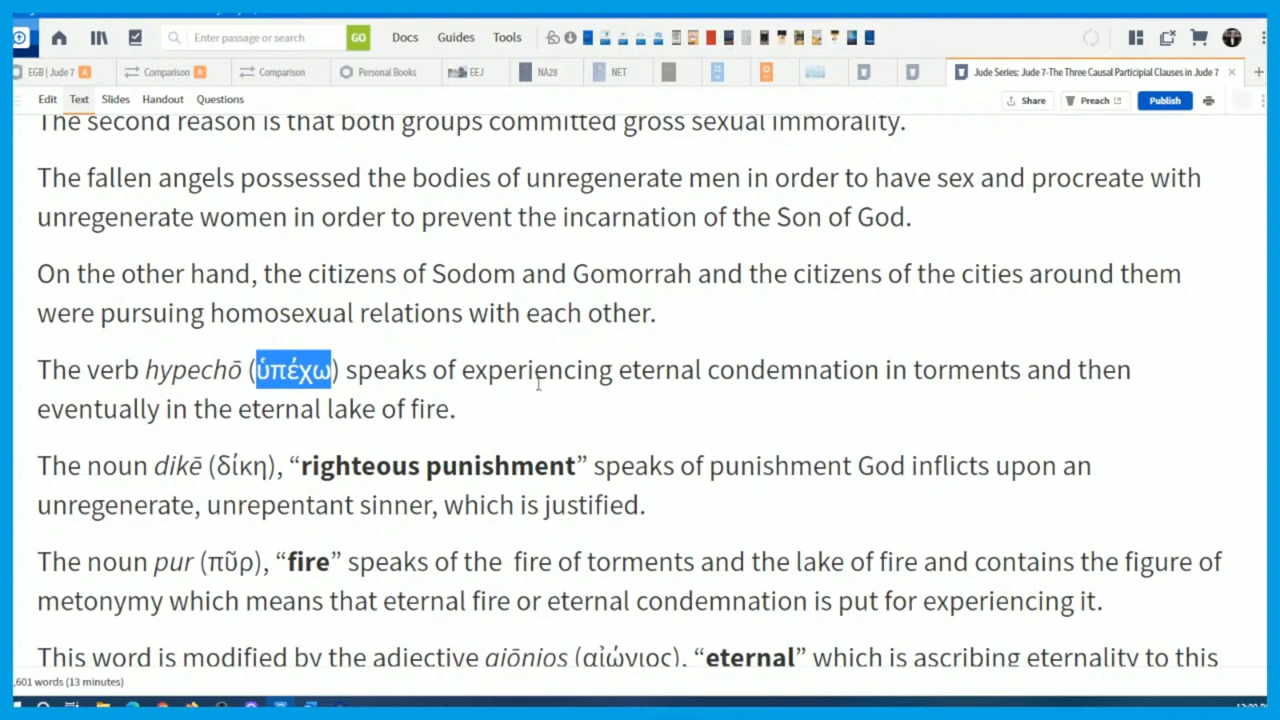 Enter passage or search
GO
Docs
Guides
Tools
EGB | Jude 7
A
Comparison
A
Comparison
Personal Books
EEJ
NA28
NET
Jude Series: Jude 7-The Three Causal Participial Clauses in Jude 7
Edit
Text
Slides
Handout
Questions
Share
Preach
Publish
The second reason is that both groups committed gross sexual immorality.
The fallen angels possessed the bodies of unregenerate men in order to have sex and procreate with
unregenerate women in order to prevent the incarnation of the Son of God.
On the other hand, the citizens of Sodom and Gomorrah and the citizens of the cities around them
were pursuing homosexual relations with each other.
The verb hypechō (ὑπέχω) speaks of experiencing eternal condemnation in torments and then
eventually in the eternal lake of fire.
The noun dikē (δίκη), “righteous punishment” speaks of punishment God inflicts upon an
unregenerate, unrepentant sinner, which is justified.
The noun pur (πῦρ), “fire” speaks of the fire of torments and the lake of fire and contains the figure of
metonymy which means that eternal fire or eternal condemnation is put for experiencing it.
This word is modified by the adjective aiōnios (αἰώνιος), “eternal” which is ascribing eternality to this
,601 words (13 minutes)